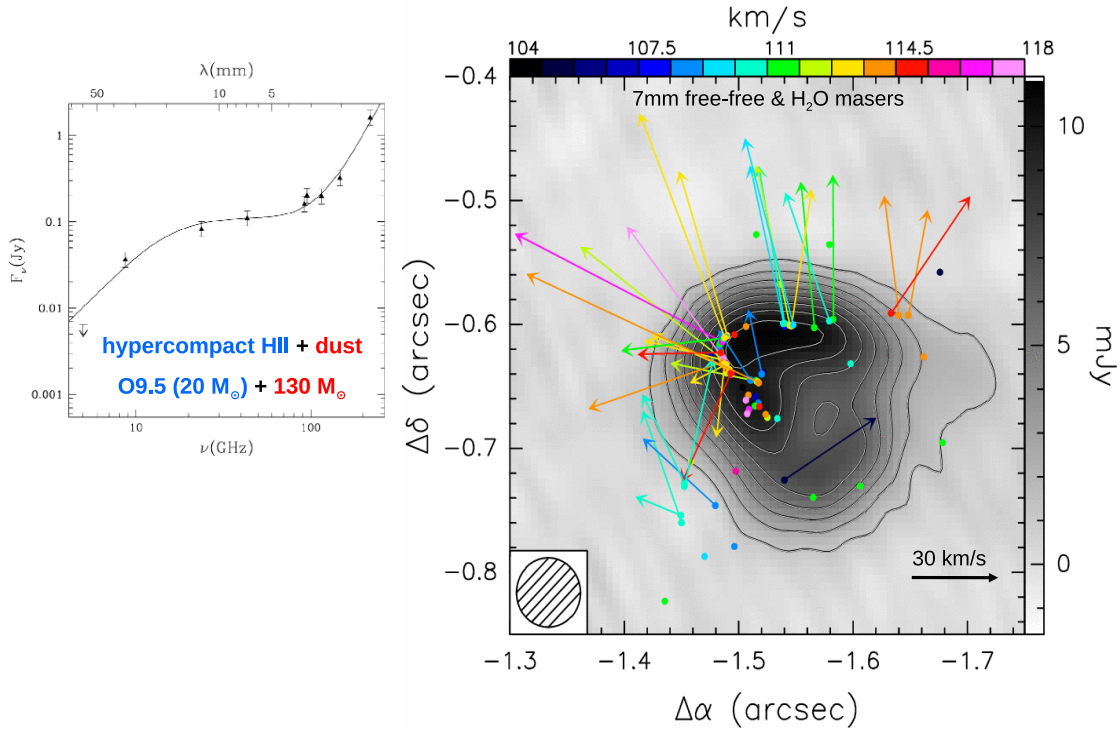 λ(mm)
50 10 5
1
0.1
0.01
0.001
F_ν(Jy)
hypercompact HII + dust
O9.5 (20 M☉) + 130 M☉
10 100
ν(GHz)
km/s
104 107.5 111 114.5 118
7mm free-free & H₂O masers
−0.4
−0.5
−0.6
−0.7
−0.8
Δδ (arcsec)
30 km/s
−1.3 −1.4 −1.5 −1.6 −1.7
Δα (arcsec)
10
5
0
mJy